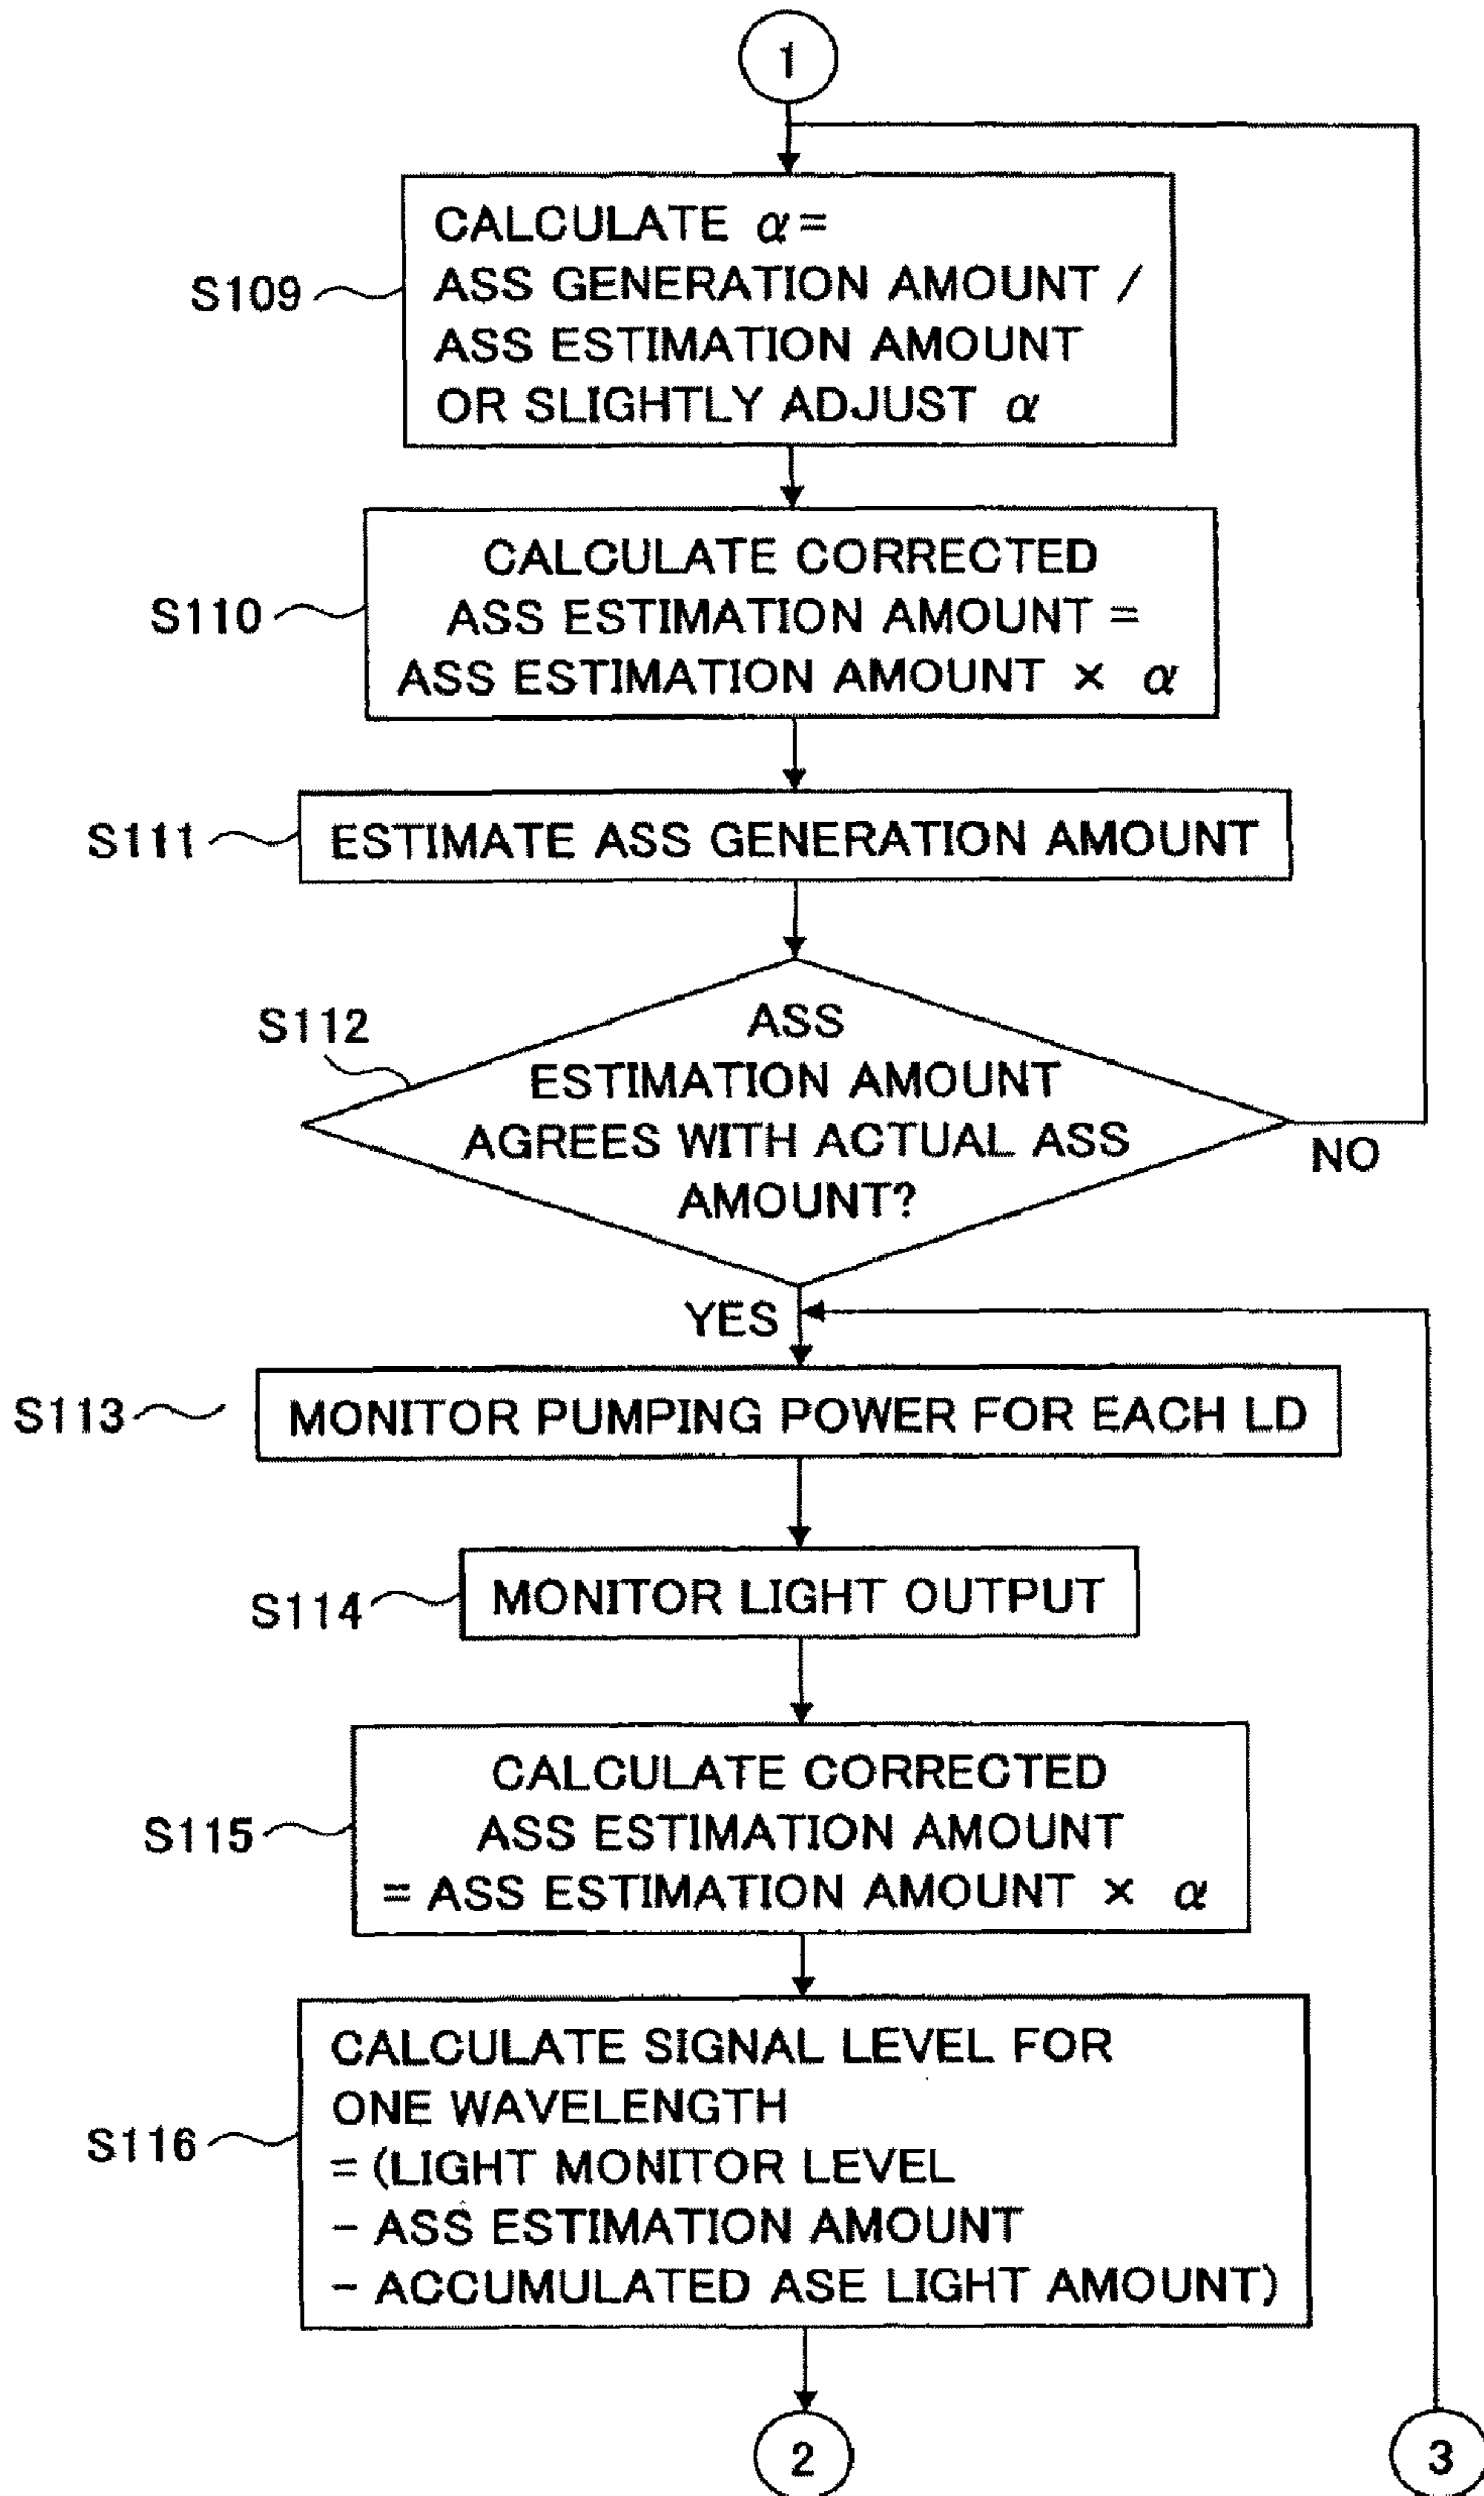 1
S109
CALCULATE α=
ASS GENERATION AMOUNT /
ASS ESTIMATION AMOUNT
OR SLIGHTLY ADJUST α
S110
CALCULATE CORRECTED
ASS ESTIMATION AMOUNT =
ASS ESTIMATION AMOUNT × α
S111
ESTIMATE ASS GENERATION AMOUNT
S112
ASS
ESTIMATION AMOUNT
AGREES WITH ACTUAL ASS
AMOUNT?
NO
YES
S113
MONITOR PUMPING POWER FOR EACH LD
S114
MONITOR LIGHT OUTPUT
S115
CALCULATE CORRECTED
ASS ESTIMATION AMOUNT
= ASS ESTIMATION AMOUNT × α
S116
CALCULATE SIGNAL LEVEL FOR
ONE WAVELENGTH
= (LIGHT MONITOR LEVEL
− ASS ESTIMATION AMOUNT
− ACCUMULATED ASE LIGHT AMOUNT)
2
3